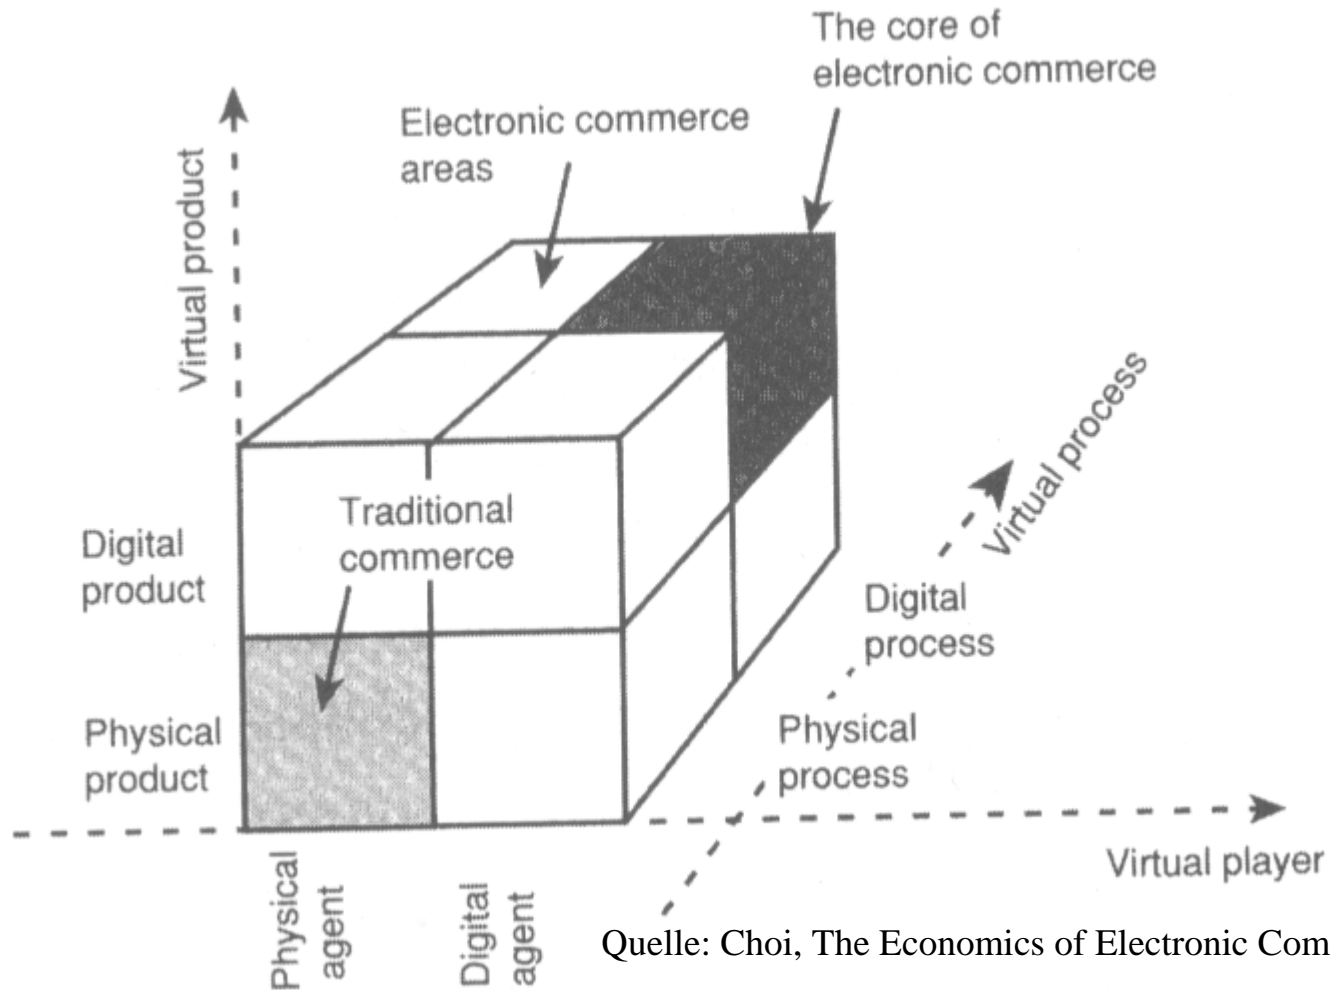 The core of
electronic commerce
Electronic commerce
areas
Virtual product
Traditional
commerce
Digital
product
Physical
product
Virtual process
Digital
process
Physical
process
Virtual player
Physical
agent
Digital
agent
Quelle: Choi, The Economics of Electronic Com